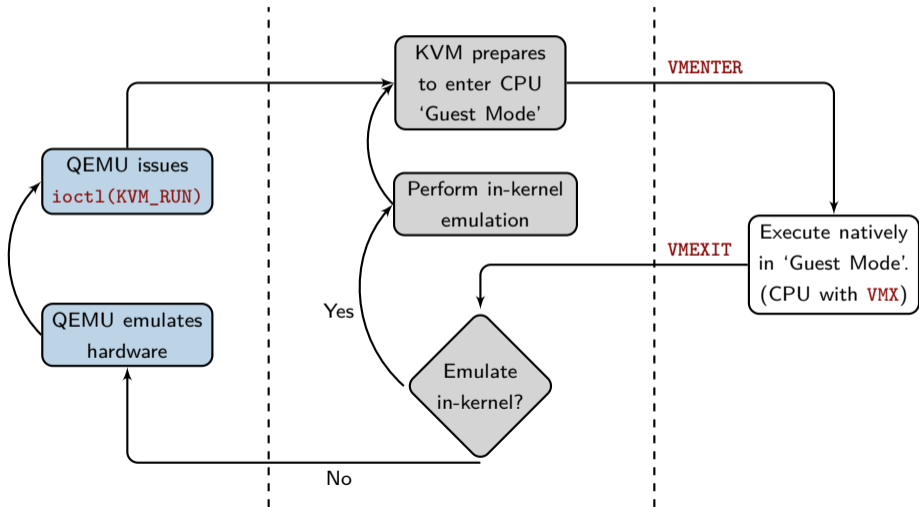 KVM prepares
to enter CPU
‘Guest Mode’
VMENTER
QEMU issues
ioctl(KVM_RUN)
Perform in-kernel
emulation
Execute natively
in ‘Guest Mode’.
(CPU with VMX)
VMEXIT
Yes
QEMU emulates
hardware
Emulate
in-kernel?
No